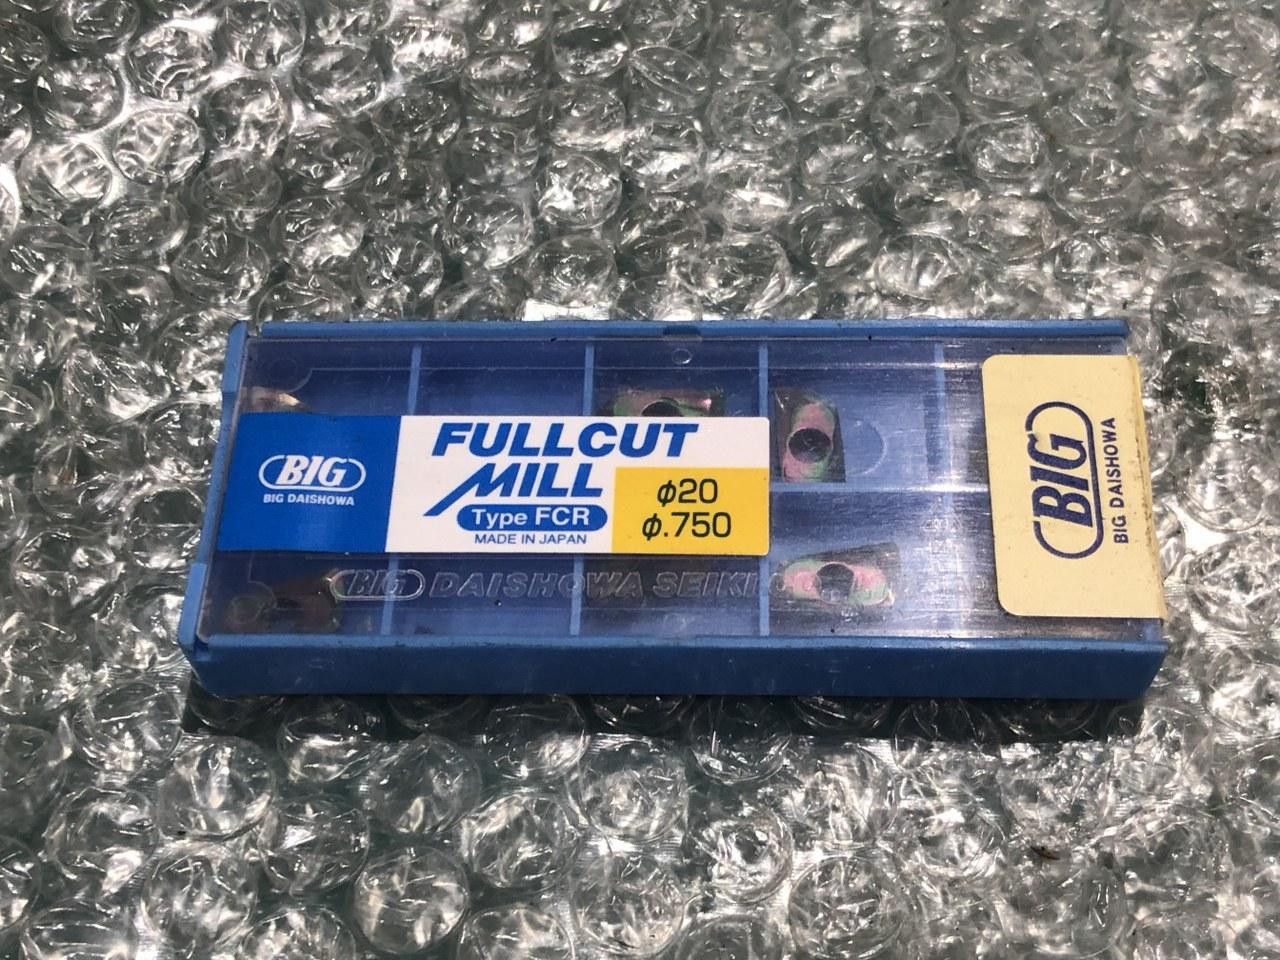 BIG
BIG DAISHOWA
FULLCUT
MILL
Type FCR
MADE IN JAPAN
φ20
φ.750
BIG DAISHOWA SEIKI
BIG
BIG DAISHOWA